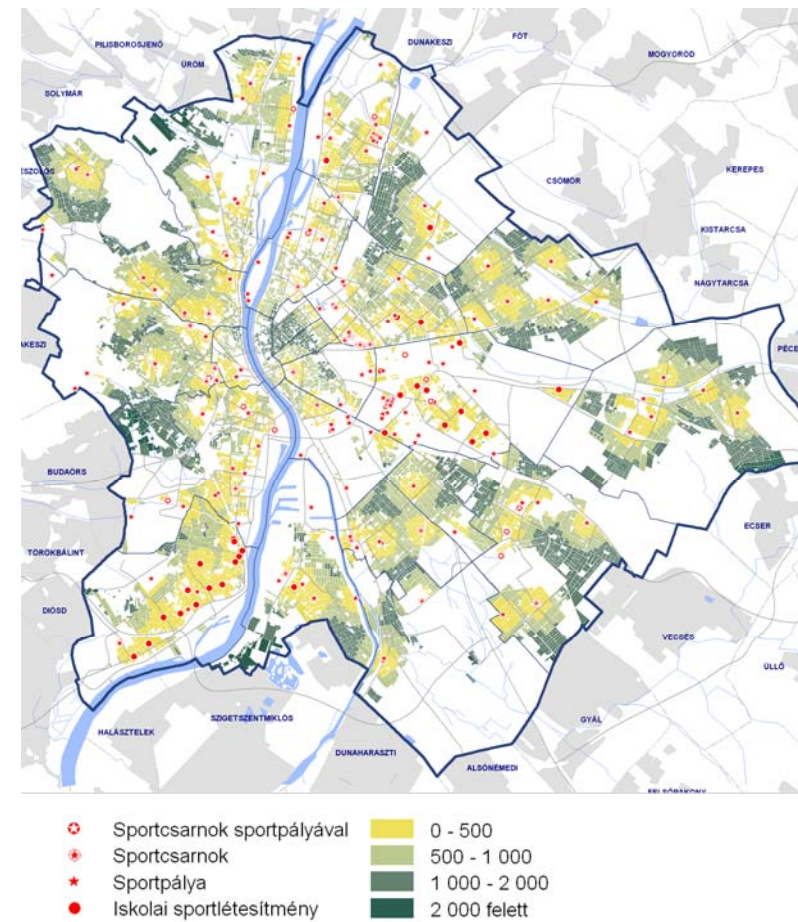 DUNAKESZI
FÓT
PILISBOROSJENŐ
MOGYORÓD
ÜRÖM
SOLYMÁR
KEREPES
CSÖMÖR
KISTARCSA
NAGYTARCSA
BUDAÖRS
ECSER
TÖRÖKBÁLINT
DIÓSD
VECSÉS
ÜLLŐ
SZIGETSZENTMIKLÓS
GYÁL
HALÁSZTELEK
DUNAHARASZTI
ALSÓNÉMEDI
Sportcsarnok sportpályával
0 - 500
Sportcsarnok
500 - 1 000
Sportpálya
1 000 - 2 000
Iskolai sportlétesítmény
2 000 felett